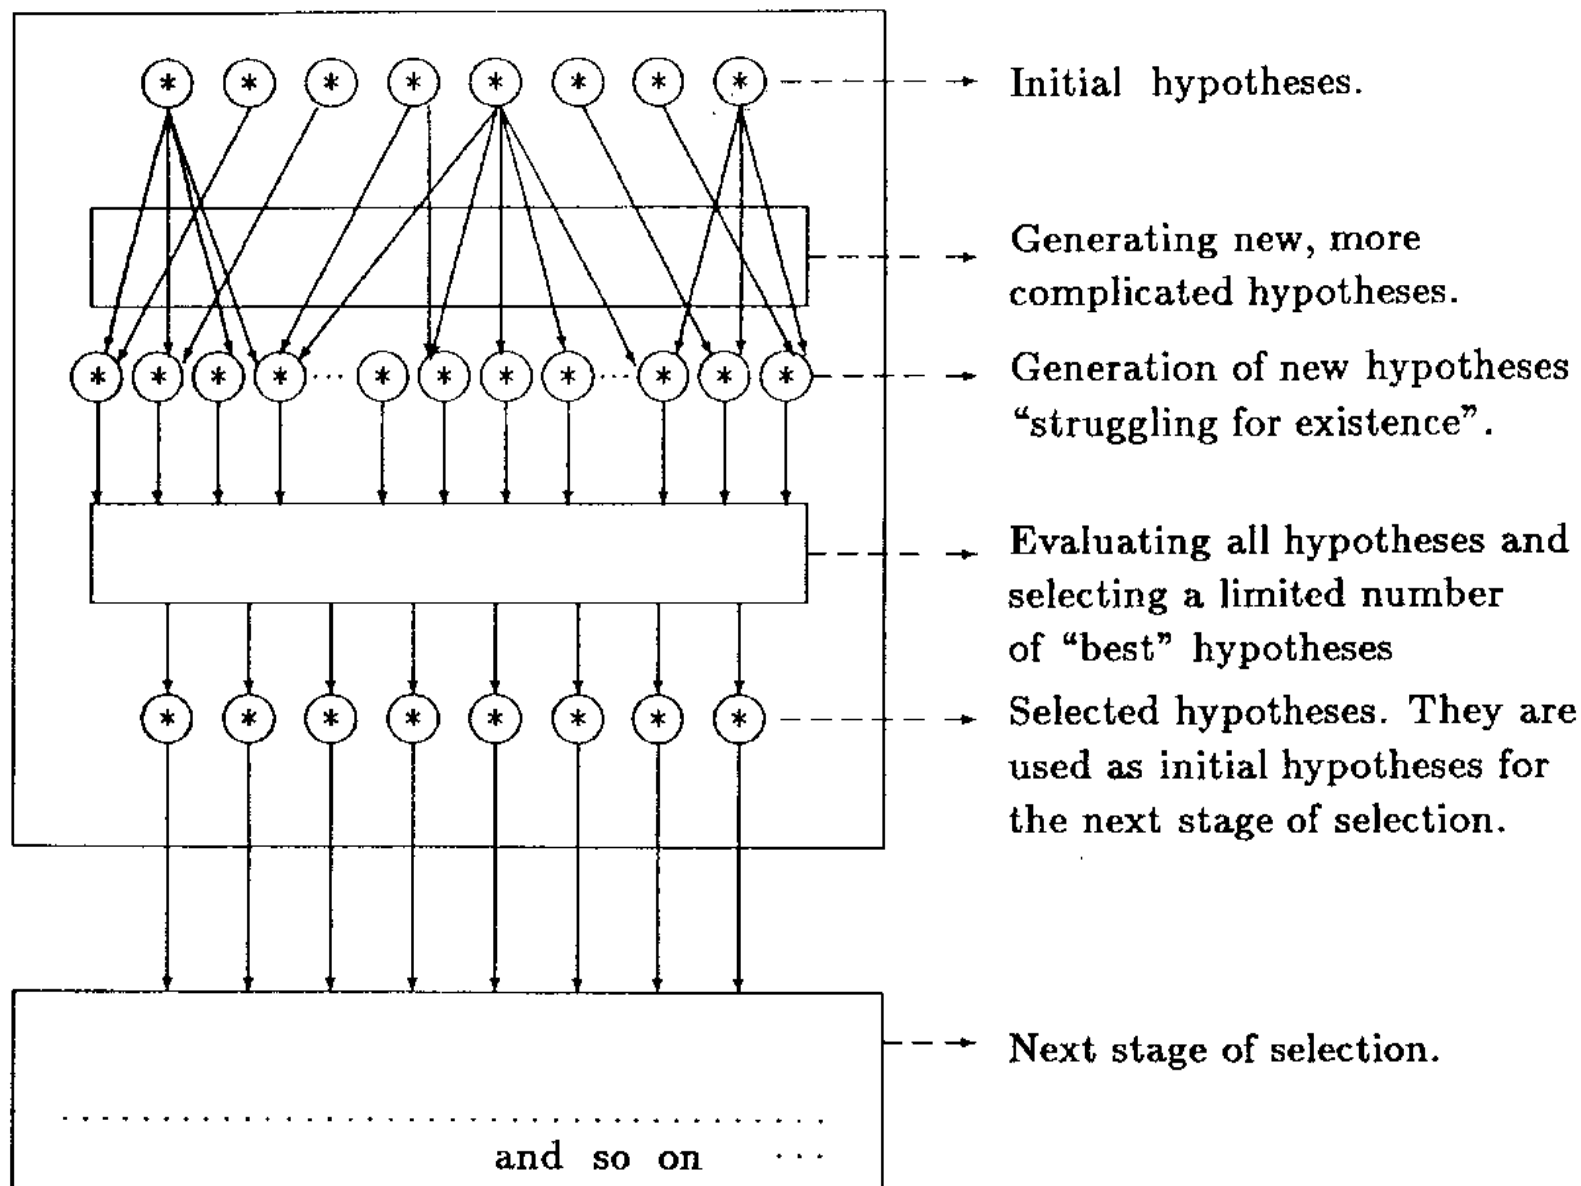 Initial hypotheses.
Generating new, more
complicated hypotheses.
Generation of new hypotheses
“struggling for existence”.
Evaluating all hypotheses and
selecting a limited number
of “best” hypotheses
Selected hypotheses. They are
used as initial hypotheses for
the next stage of selection.
Next stage of selection.
and so on ...